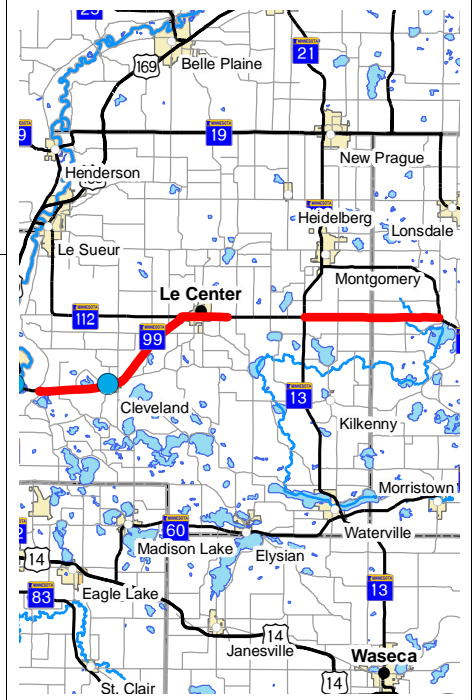 Belle Plaine
21
169
19
New Prague
Henderson
Heidelberg
Lonsdale
Le Sueur
Montgomery
Le Center
112
99
13
Cleveland
Kilkenny
Morristown
60
Waterville
Madison Lake
Elysian
14
83
Eagle Lake
13
14
Janesville
Waseca
14
St. Clair